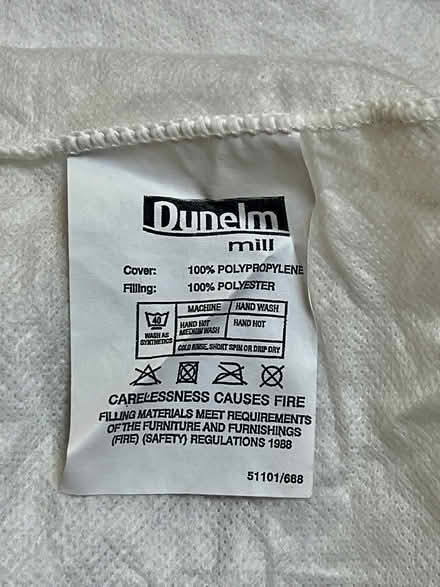 Dunelm
mill
Cover: 100% POLYPROPYLENE
Filling: 100% POLYESTER
40
WASH AS
SYNTHETICS
MACHINE HAND WASH
HAND HOT
MEDIUM WASH
HAND HOT
COLD RINSE, SHORT SPIN OR DRIP DRY
CARELESSNESS CAUSES FIRE
FILLING MATERIALS MEET REQUIREMENTS
OF THE FURNITURE AND FURNISHINGS
(FIRE) (SAFETY) REGULATIONS 1988
51101/688